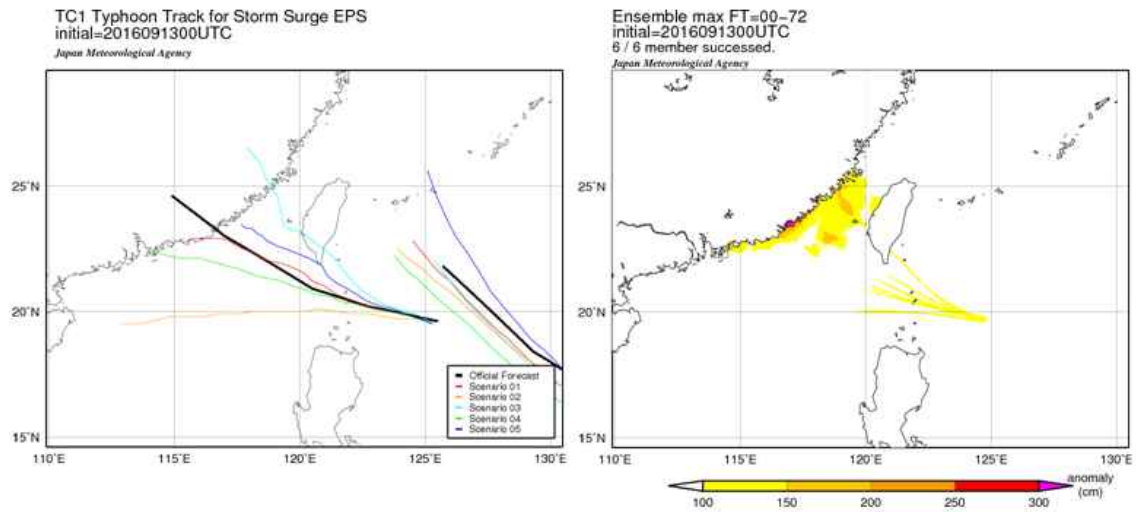 TC1 Typhoon Track for Storm Surge EPS
initial=2016091300UTC
Japan Meteorological Agency
25˚N
20˚N
15˚N
110˚E
115˚E
120˚E
125˚E
130˚E
Official Forecast
Scenario 01
Scenario 02
Scenario 03
Scenario 04
Scenario 05
Ensemble max FT=00-72
initial=2016091300UTC
6 / 6 member successed.
Japan Meteorological Agency
25˚N
20˚N
15˚N
110˚E
115˚E
120˚E
125˚E
130˚E
100
150
200
250
300
anomaly
(cm)